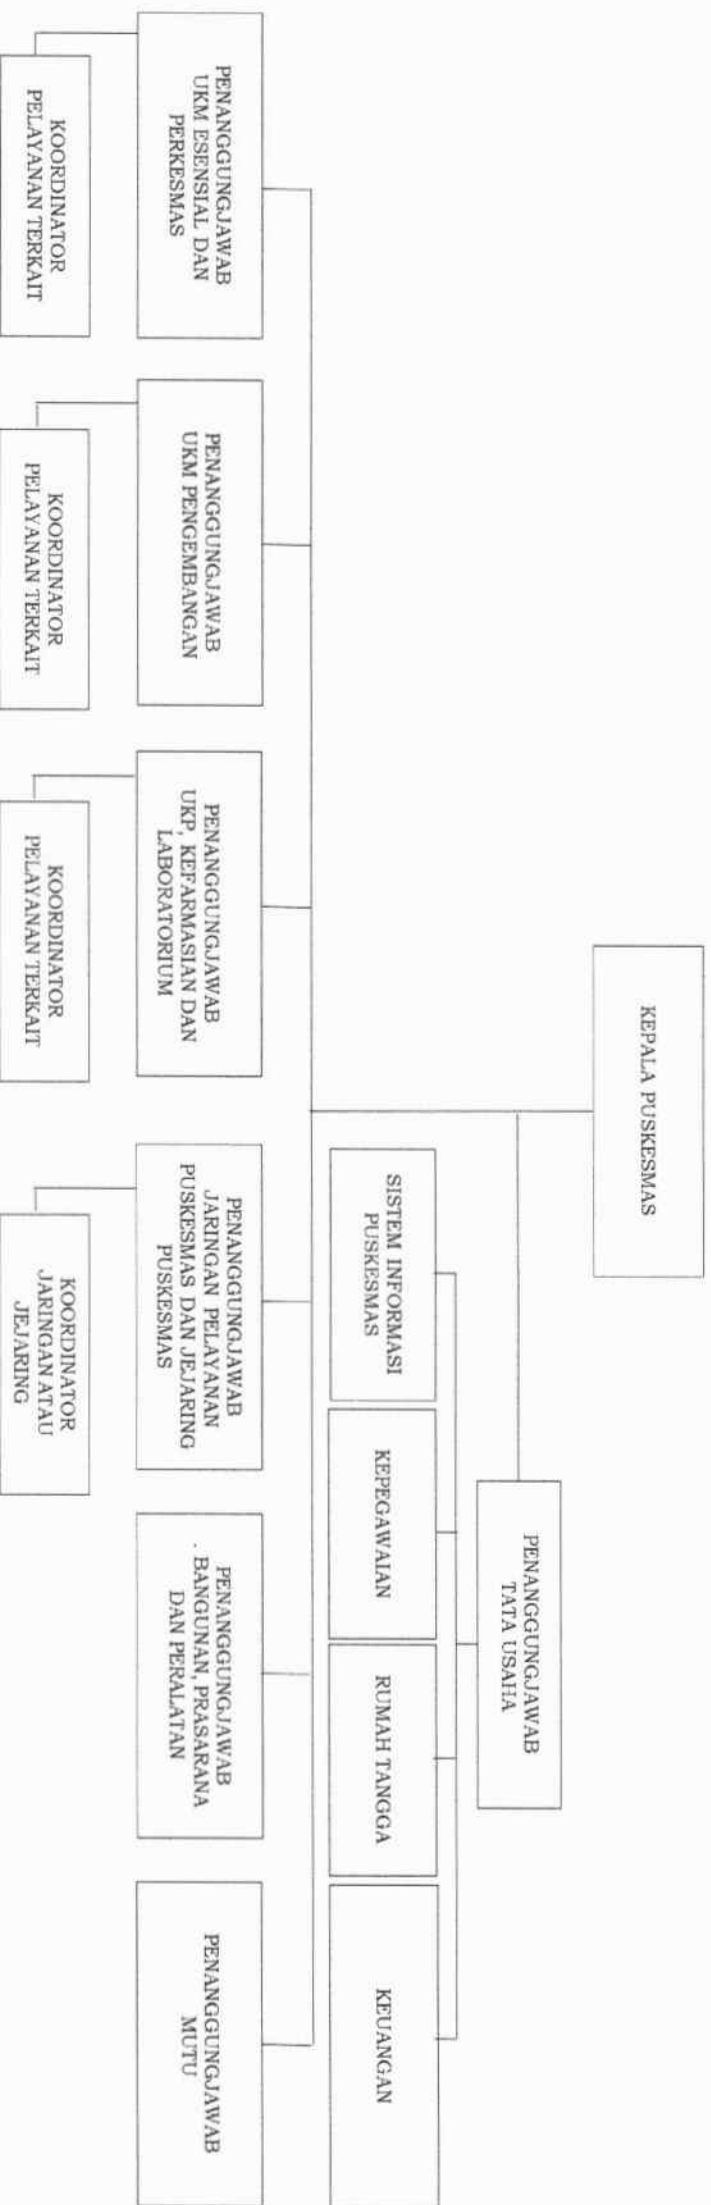 KEPALA PUSKESMAS
PENANGGUNGJAWAB
TATA USAHA
SISTEM INFORMASI
PUSKESMAS
KEPEGAWAIAN
RUMAH TANGGA
KEUANGAN
PENANGGUNGJAWAB
UKM ESENSIAL DAN
PERKESMAS
PENANGGUNGJAWAB
UKM PENGEMBANGAN
PENANGGUNGJAWAB
UKP, KEFARMASIAN DAN
LABORATORIUM
PENANGGUNGJAWAB
JARINGAN PELAYANAN
PUSKESMAS DAN JEJARING
PUSKESMAS
PENANGGUNGJAWAB
. BANGUNAN, PRASARANA
DAN PERALATAN
PENANGGUNGJAWAB
MUTU
KOORDINATOR
PELAYANAN TERKAIT
KOORDINATOR
PELAYANAN TERKAIT
KOORDINATOR
PELAYANAN TERKAIT
KOORDINATOR
JARINGAN ATAU
JEJARING